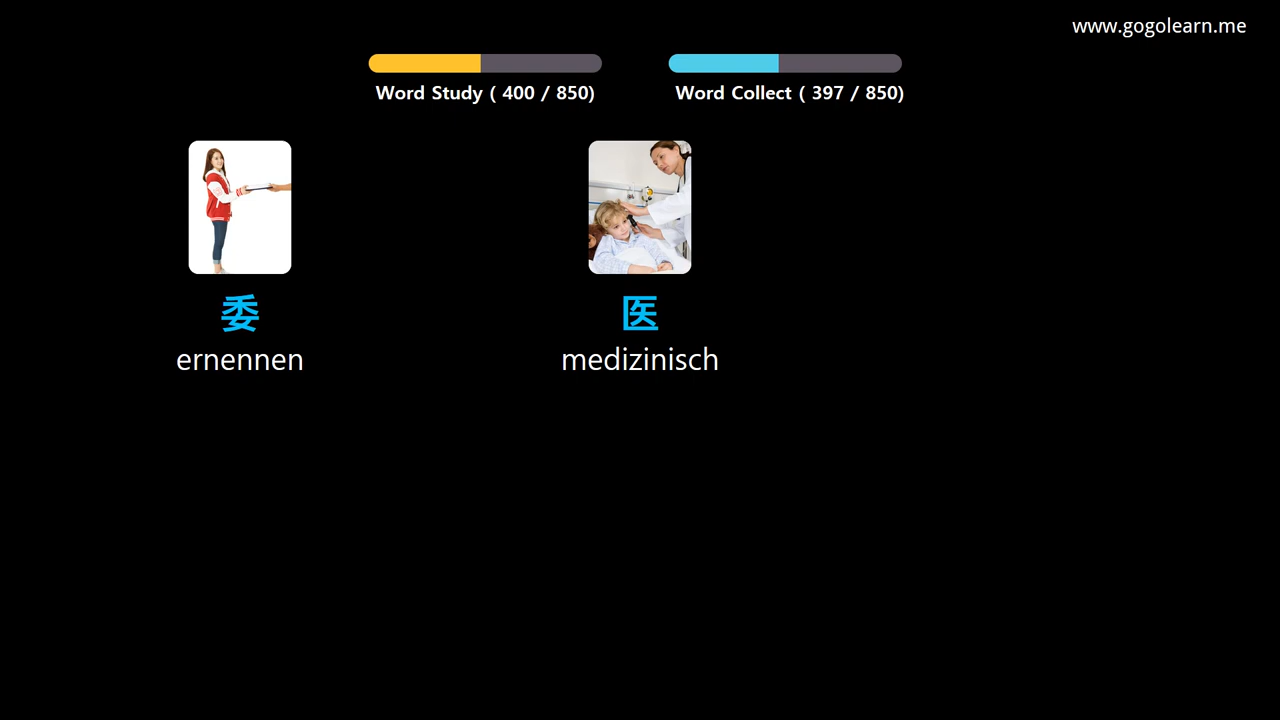 www.gogolearn.me
Word Study ( 400 / 850)
Word Collect ( 397 / 850)
委
医
ernennen
medizinisch